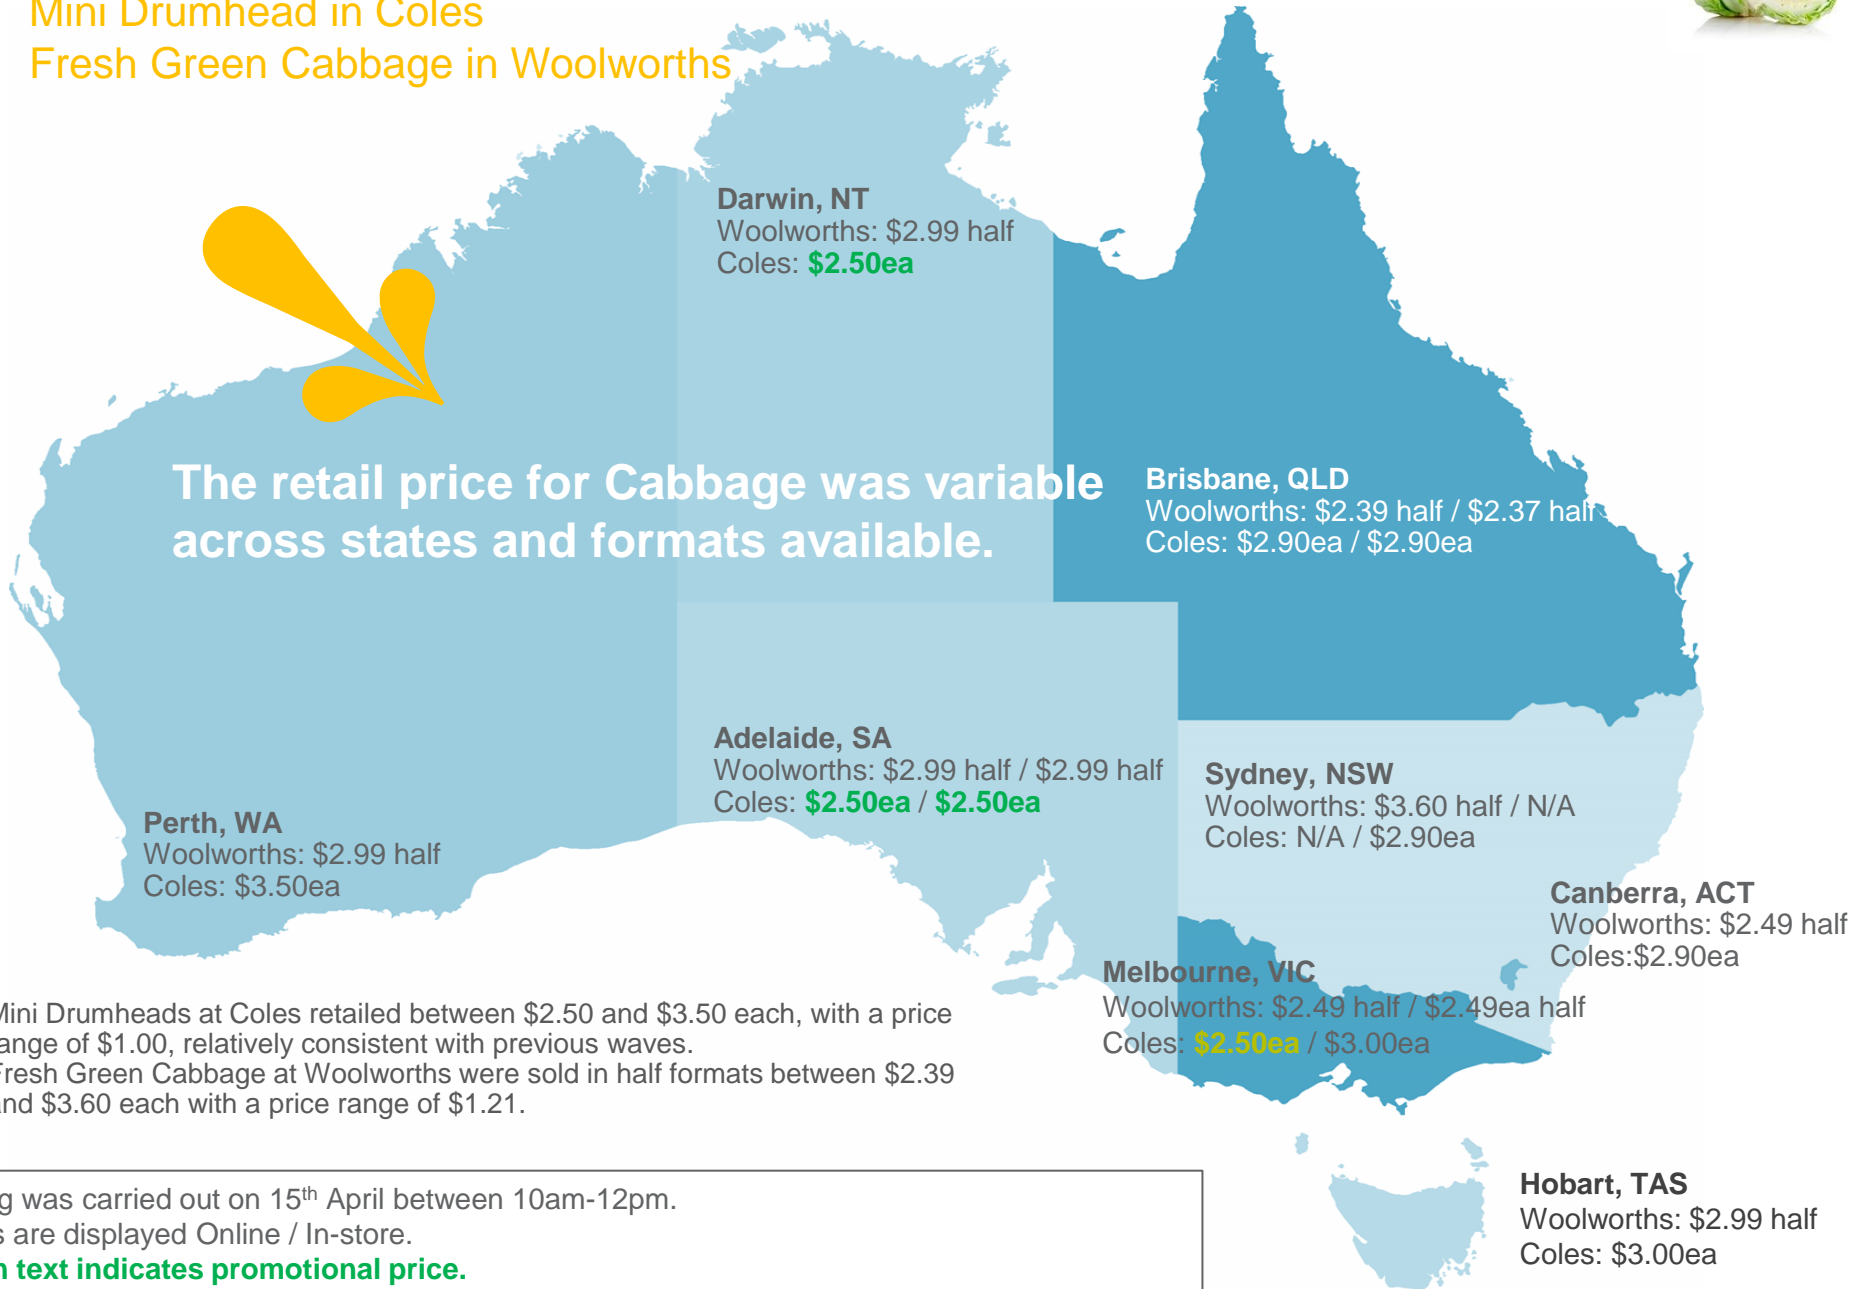 Mini Drumhead in Coles
Fresh Green Cabbage in Woolworths
Darwin, NT
Woolworths: $2.99 half
Coles: $2.50ea
The retail price for Cabbage was variable
across states and formats available.
Brisbane, QLD
Woolworths: $2.39 half / $2.37 half
Coles: $2.90ea / $2.90ea
Adelaide, SA
Woolworths: $2.99 half / $2.99 half
Coles: $2.50ea / $2.50ea
Sydney, NSW
Woolworths: $3.60 half / N/A
Coles: N/A / $2.90ea
Perth, WA
Woolworths: $2.99 half
Coles: $3.50ea
Canberra, ACT
Woolworths: $2.49 half
Coles:$2.90ea
Melbourne, VIC
Woolworths: $2.49 half / $2.49ea half
Coles: $2.50ea / $3.00ea
Mini Drumheads at Coles retailed between $2.50 and $3.50 each, with a price
range of $1.00, relatively consistent with previous waves.
Fresh Green Cabbage at Woolworths were sold in half formats between $2.39
and $3.60 each with a price range of $1.21.
g was carried out on 15th April between 10am-12pm.
s are displayed Online / In-store.
n text indicates promotional price.
Hobart, TAS
Woolworths: $2.99 half
Coles: $3.00ea